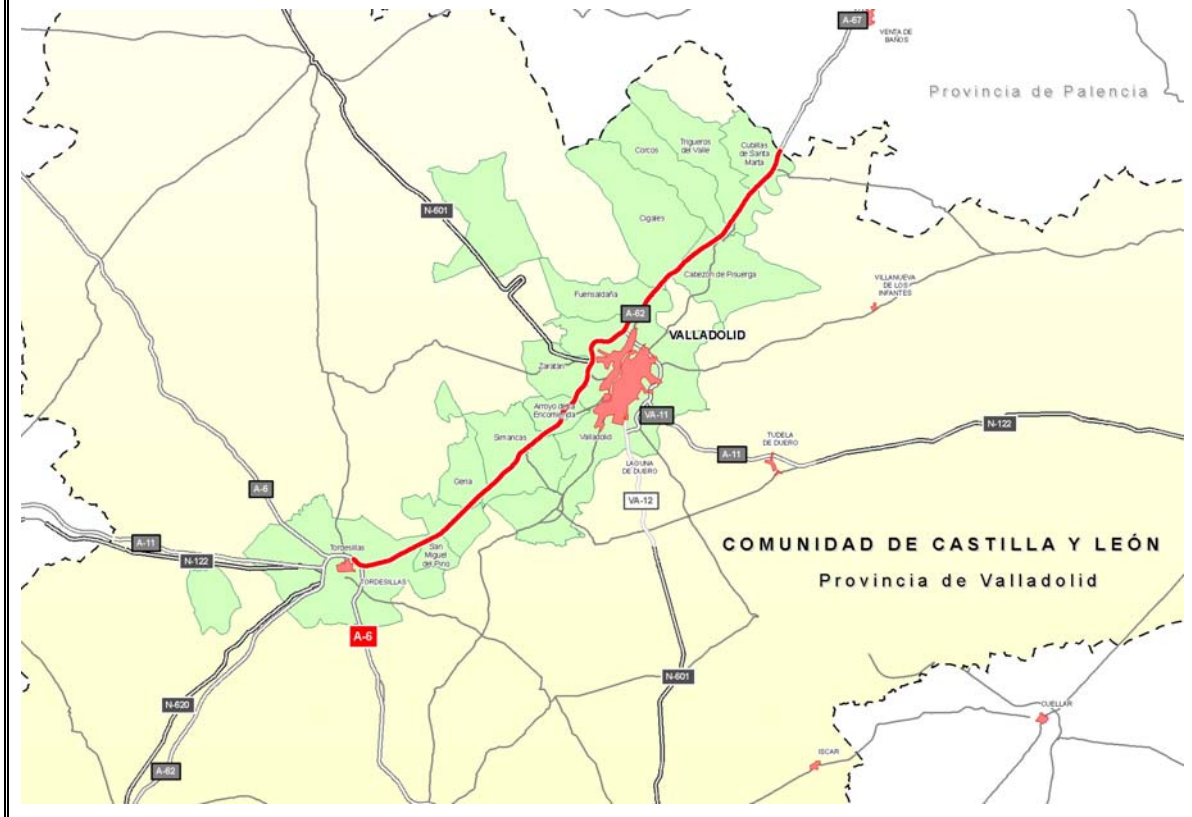 A-67
VENTA DE
BAÑOS
Provincia de Palencia
Corcos
Trigueros
del Valle
Cubillas
de Santa
Marta
N-601
Cigales
Cabezón de Pisuerga
VILLANUEVA
DE LOS
INFANTES
Fuensaldaña
A-62
VALLADOLID
Zaratán
Arroyo de la
Encomienda
Simancas
Valladolid
VA-11
N-122
TUDELA
DE DUERO
A-11
LAGUNA
DE DUERO
Geria
A-6
VA-12
A-11
N-122
Tordesillas
San
Miguel
del Pino
TORDESILLAS
COMUNIDAD DE CASTILLA Y LEÓN
Provincia de Valladolid
A-6
N-601
N-620
CUELLAR
ISCAR
A-62